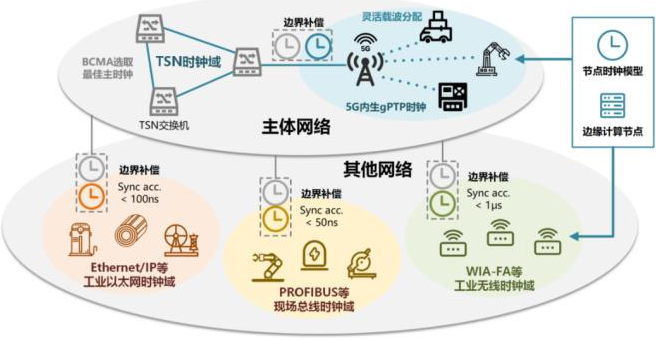 边界补偿
灵活载波分配
BCMA选取
最佳主时钟
TSN时钟域
5G
节点时钟模型
5G内生gPTP时钟
TSN交换机
主体网络
边缘计算节点
其他网络
边界补偿
Sync acc.
< 100ns
边界补偿
Sync acc.
< 50ns
边界补偿
Sync acc.
< 1μs
Ethernet/IP等
工业以太网时钟域
PROFIBUS等
现场总线时钟域
WIA-FA等
工业无线时钟域